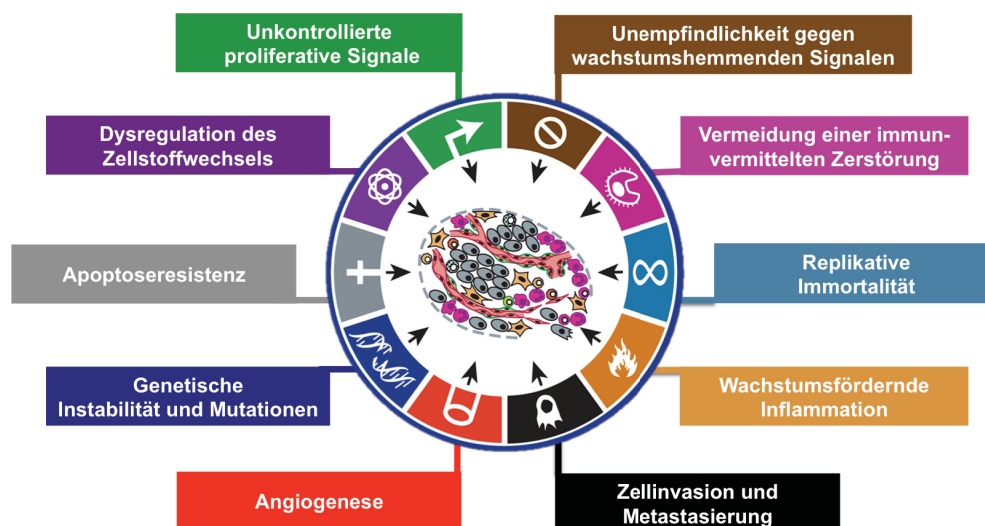 Unkontrollierte
proliferative Signale
Unempfindlichkeit gegen
wachstumshemmenden Signalen
Dysregulation des
Zellstoffwechsels
Vermeidung einer immun-
vermittelten Zerstörung
Apoptoseresistenz
Replikative
Immortalität
Genetische
Instabilität und Mutationen
Wachstumsfördernde
Inflammation
Angiogenese
Zellinvasion und
Metastasierung